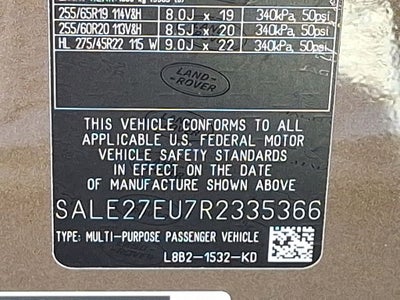 255/65R19 114V8H 8.0J x 19 340kPa, 50psi
255/60R20 113V8H 8.5J x 20 340kPa, 50psi
HL 275/45R22 115 W 9.0J x 22 340kPa, 50psi
LAND-
ROVER
THIS VEHICLE CONFORMS TO ALL
APPLICABLE U.S. FEDERAL MOTOR
VEHICLE SAFETY STANDARDS
IN EFFECT ON THE DATE OF
MANUFACTURE SHOWN ABOVE
SALE27EU7R2335366
TYPE: MULTI-PURPOSE PASSENGER VEHICLE
L8B2-1532-KD